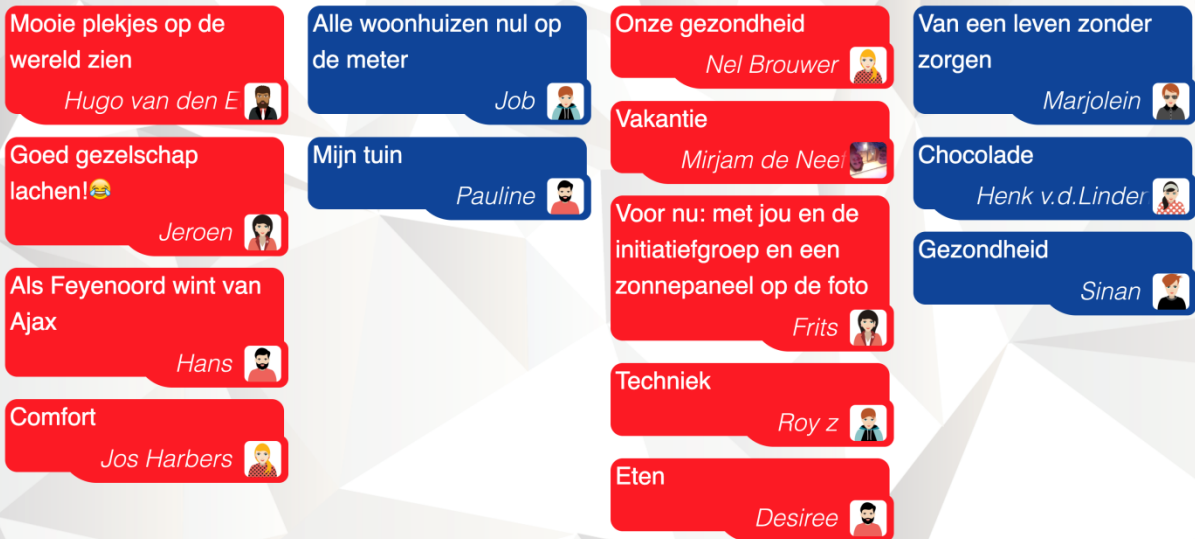 Mooie plekjes op de
wereld zien
Hugo van den E
Goed gezelschap
lachen!😂
Jeroen
Als Feyenoord wint van
Ajax
Hans
Comfort
Jos Harbers
Alle woonhuizen nul op
de meter
Job
Mijn tuin
Pauline
Onze gezondheid
Nel Brouwer
Vakantie
Mirjam de Neef
Voor nu: met jou en de
initiatiefgroep en een
zonnepaneel op de foto
Frits
Techniek
Roy z
Eten
Desiree
Van een leven zonder
zorgen
Marjolein
Chocolade
Henk v.d.Linder
Gezondheid
Sinan